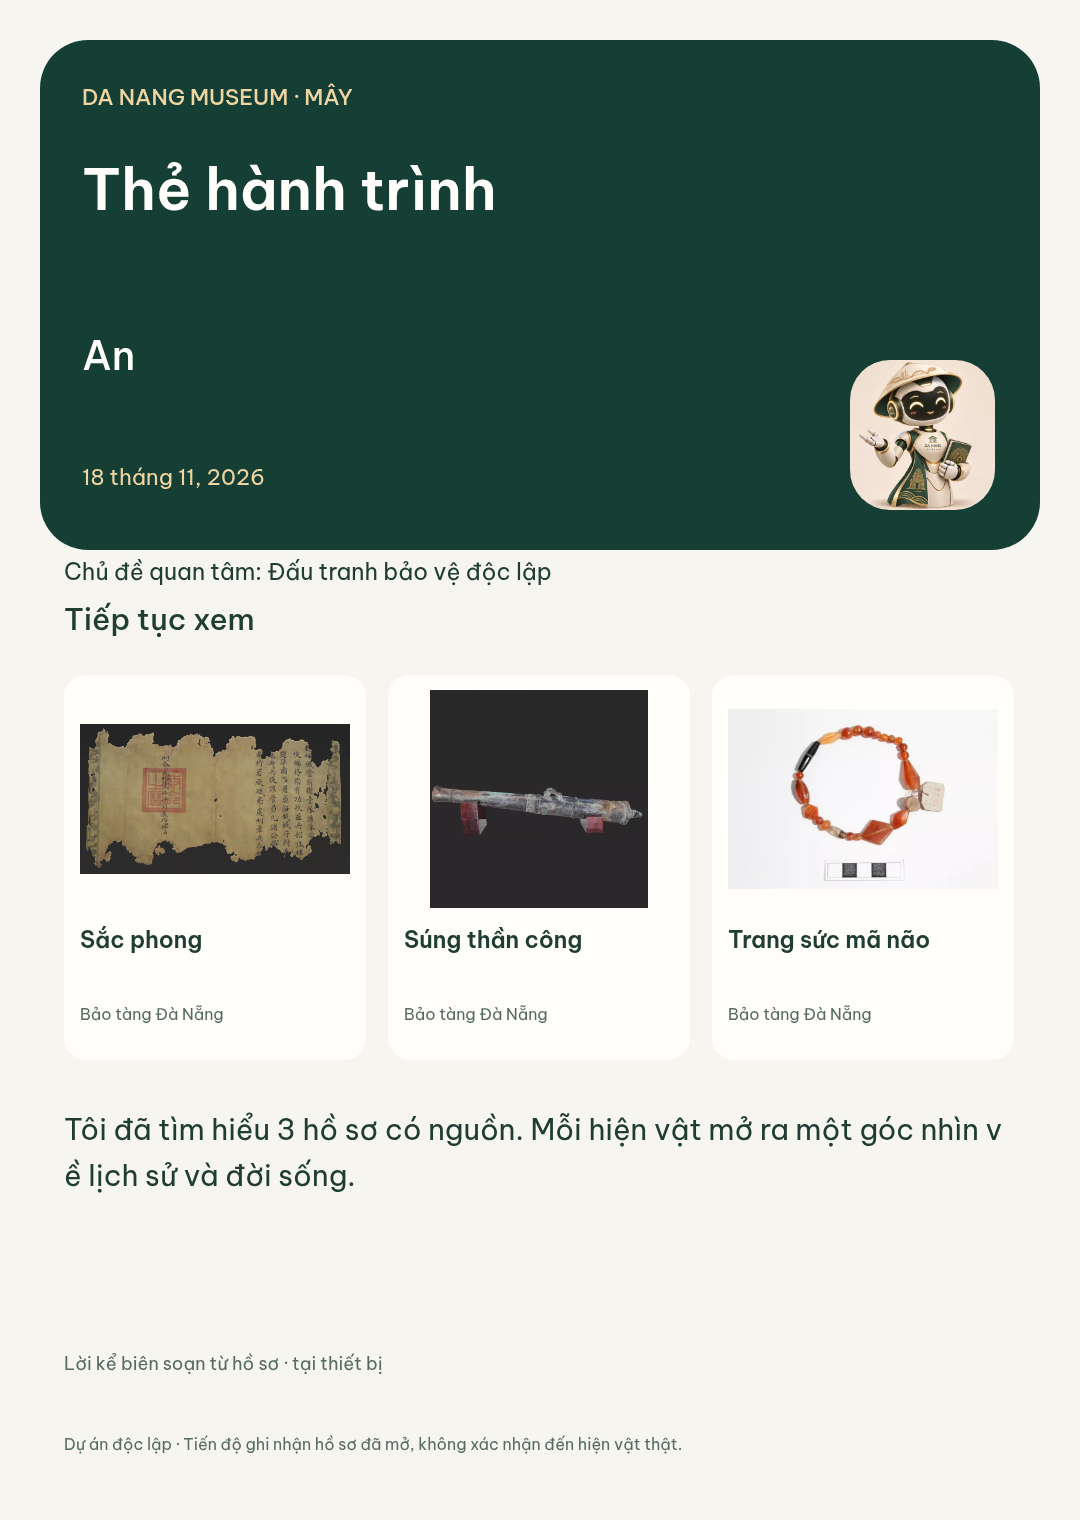 DA NANG MUSEUM · MÂY
Thẻ hành trình
An
18 tháng 11, 2026
Chủ đề quan tâm: Đấu tranh bảo vệ độc lập
Tiếp tục xem
Sắc phong
Súng thần công
Trang sức mã não
Bảo tàng Đà Nẵng
Bảo tàng Đà Nẵng
Bảo tàng Đà Nẵng
Tôi đã tìm hiểu 3 hồ sơ có nguồn. Mỗi hiện vật mở ra một góc nhìn v
ề lịch sử và đời sống.
Lời kể biên soạn từ hồ sơ · tại thiết bị
Dự án độc lập · Tiến độ ghi nhận hồ sơ đã mở, không xác nhận đến hiện vật thật.